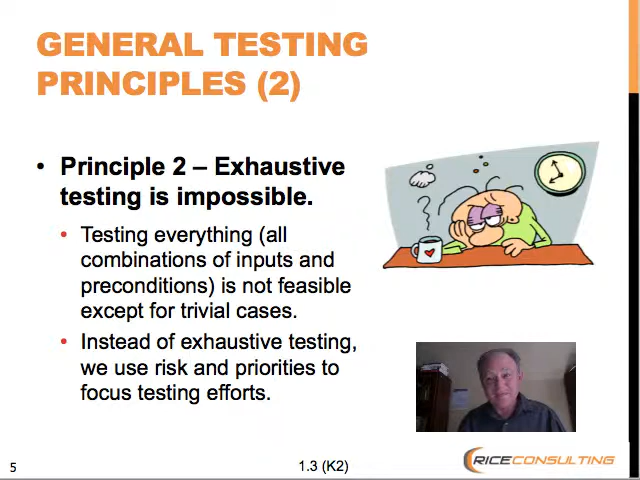 GENERAL TESTING
PRINCIPLES (2)
• Principle 2 – Exhaustive
testing is impossible.
• Testing everything (all
combinations of inputs and
preconditions) is not feasible
except for trivial cases.
• Instead of exhaustive testing,
we use risk and priorities to
focus testing efforts.
5
1.3 (K2)
RICECONSULTING